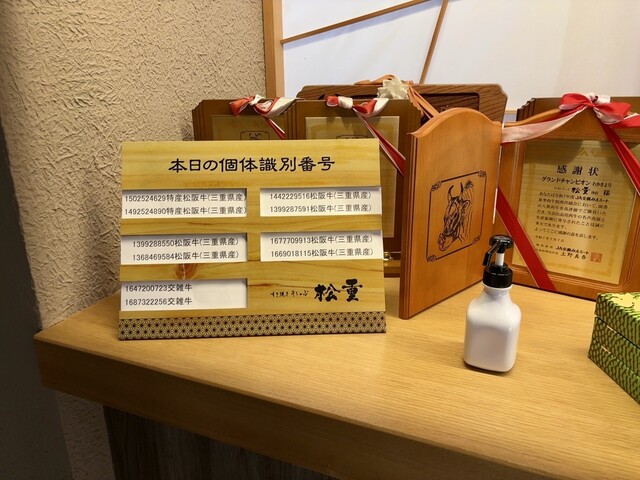 本日の個体識別番号
1502524629特産松阪牛(三重県産)
1492524890特産松阪牛(三重県産)
1442229516松阪牛(三重県産)
1399287591松阪牛(三重県産)
1399288550松阪牛(三重県産)
1368469584松阪牛(三重県産)
1677709913松阪牛(三重県産)
1669018115松阪牛(三重県産)
1647200723交雑牛
1687322256交雑牛
すき焼き しゃぶ 松重
感謝状
グランドチャンピオン
松重 様